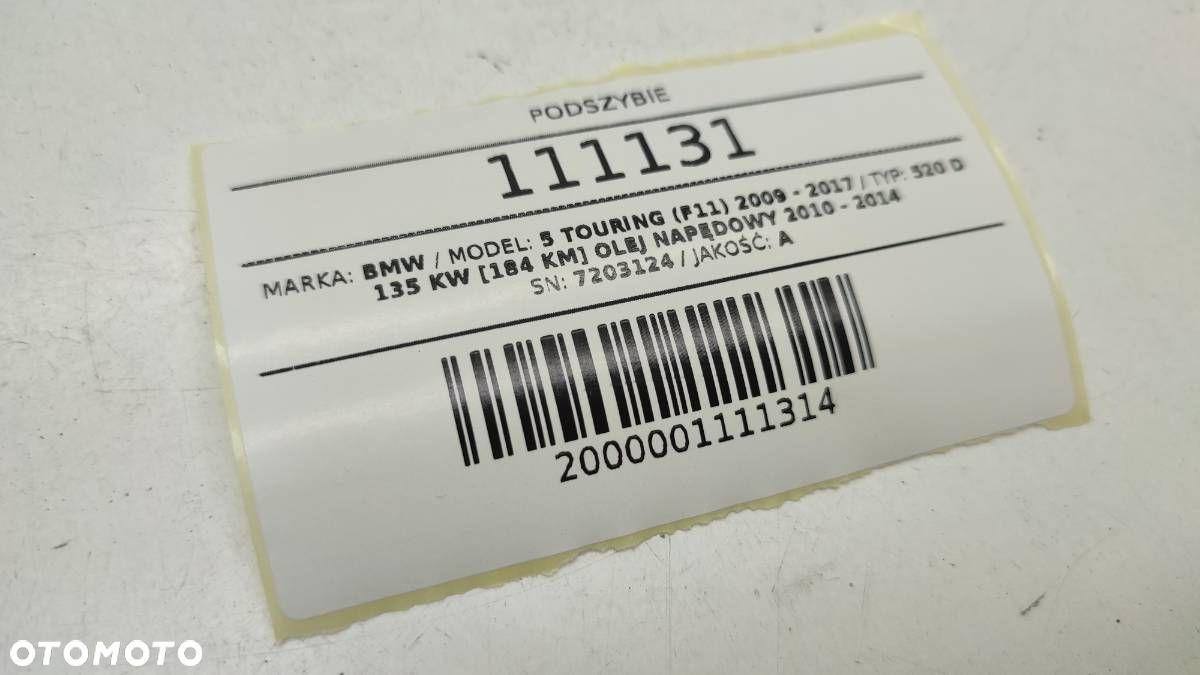 PODSZYBIE
111131
MARKA: BMW / MODEL: 5 TOURING (F11) 2009 - 2017 / TYP: 520 D
135 KW [184 KM] OLEJ NAPĘDOWY 2010 - 2014
SN: 7203124 / JAKOŚĆ: A
2000001111314
OTOMOTO